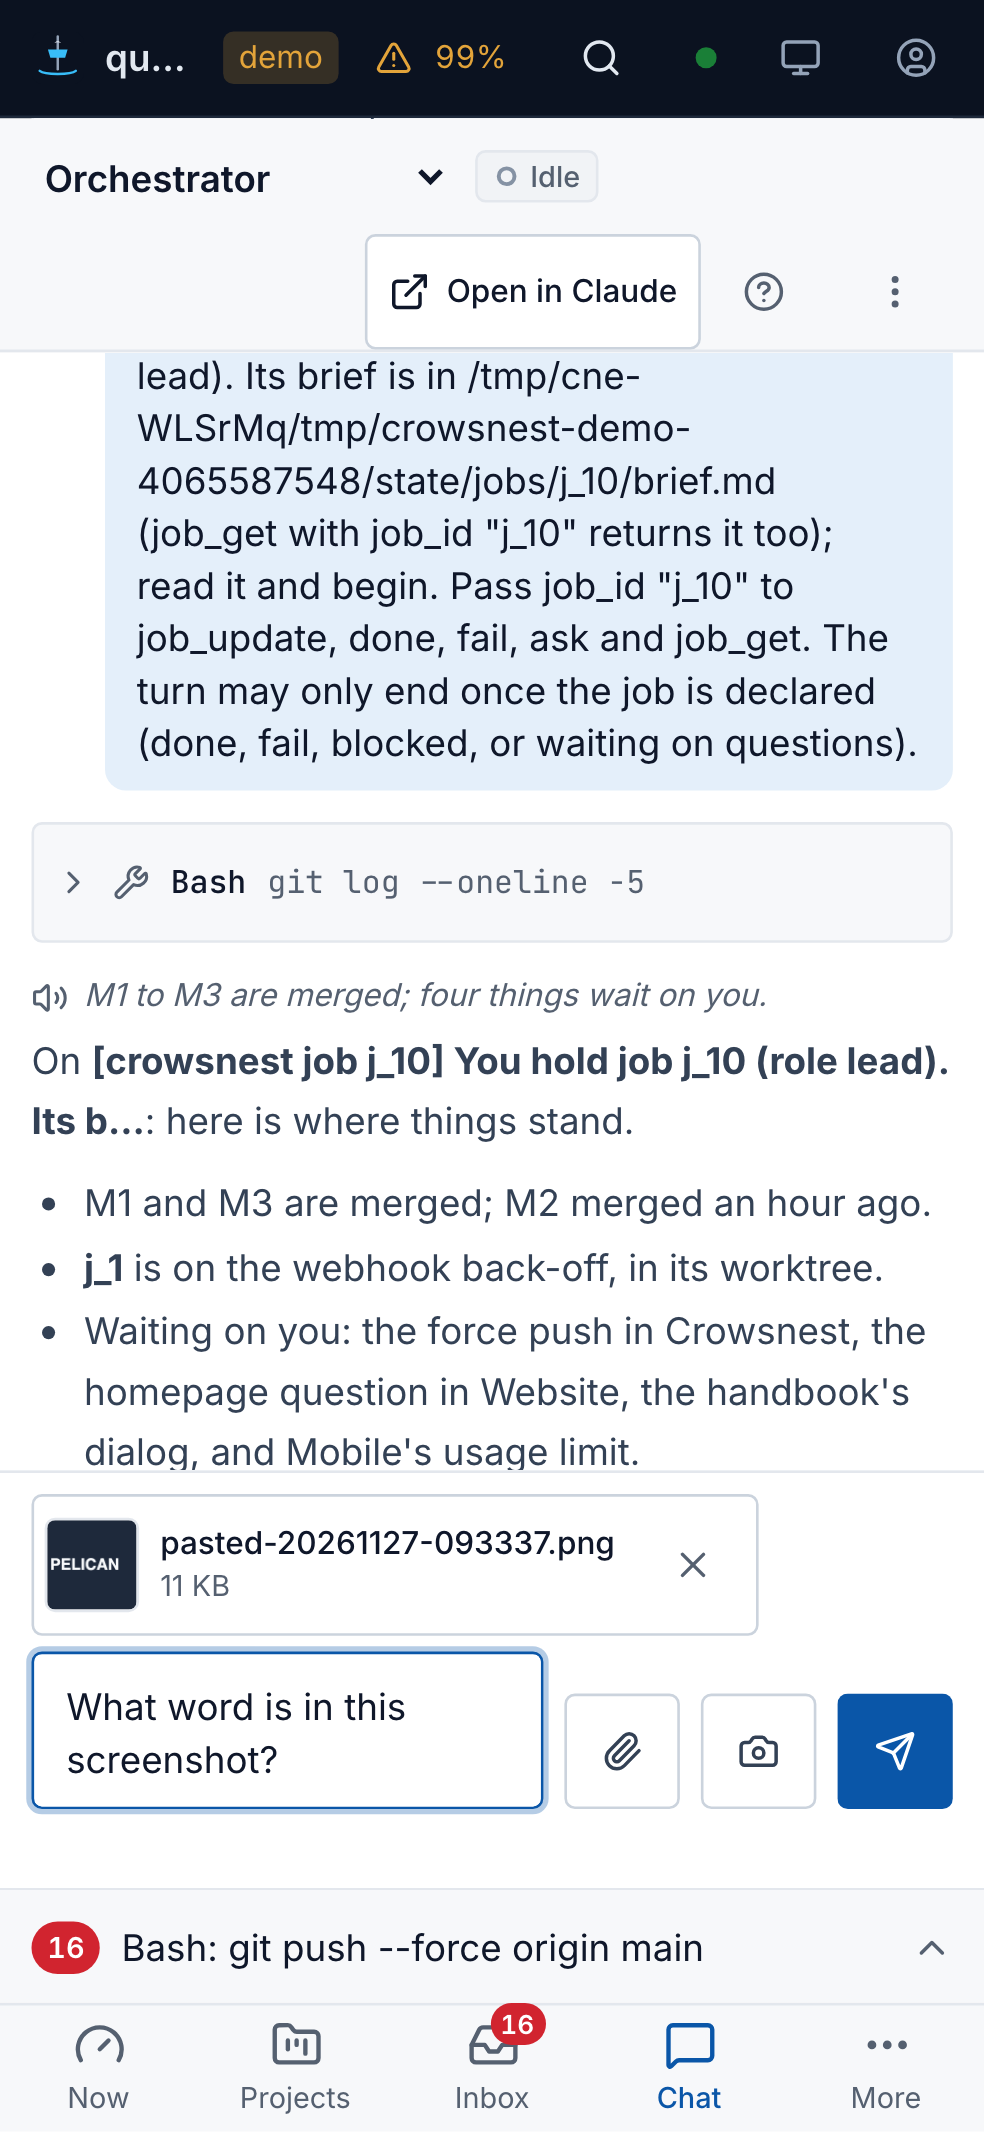 qu...
demo
99%
Orchestrator
Idle
Open in Claude
lead). Its brief is in /tmp/cne-
WLSrMq/tmp/crowsnest-demo-
4065587548/state/jobs/j_10/brief.md
(job_get with job_id "j_10" returns it too);
read it and begin. Pass job_id "j_10" to
job_update, done, fail, ask and job_get. The
turn may only end once the job is declared
(done, fail, blocked, or waiting on questions).
Bash git log --oneline -5
M1 to M3 are merged; four things wait on you.
On [crowsnest job j_10] You hold job j_10 (role lead).
Its b...: here is where things stand.
• M1 and M3 are merged; M2 merged an hour ago.
• j_1 is on the webhook back-off, in its worktree.
• Waiting on you: the force push in Crowsnest, the
homepage question in Website, the handbook's
dialog, and Mobile's usage limit.
PELICAN
pasted-20261127-093337.png
11 KB
What word is in this
screenshot?
16 Bash: git push --force origin main
16
Now
Projects
Inbox
Chat
More